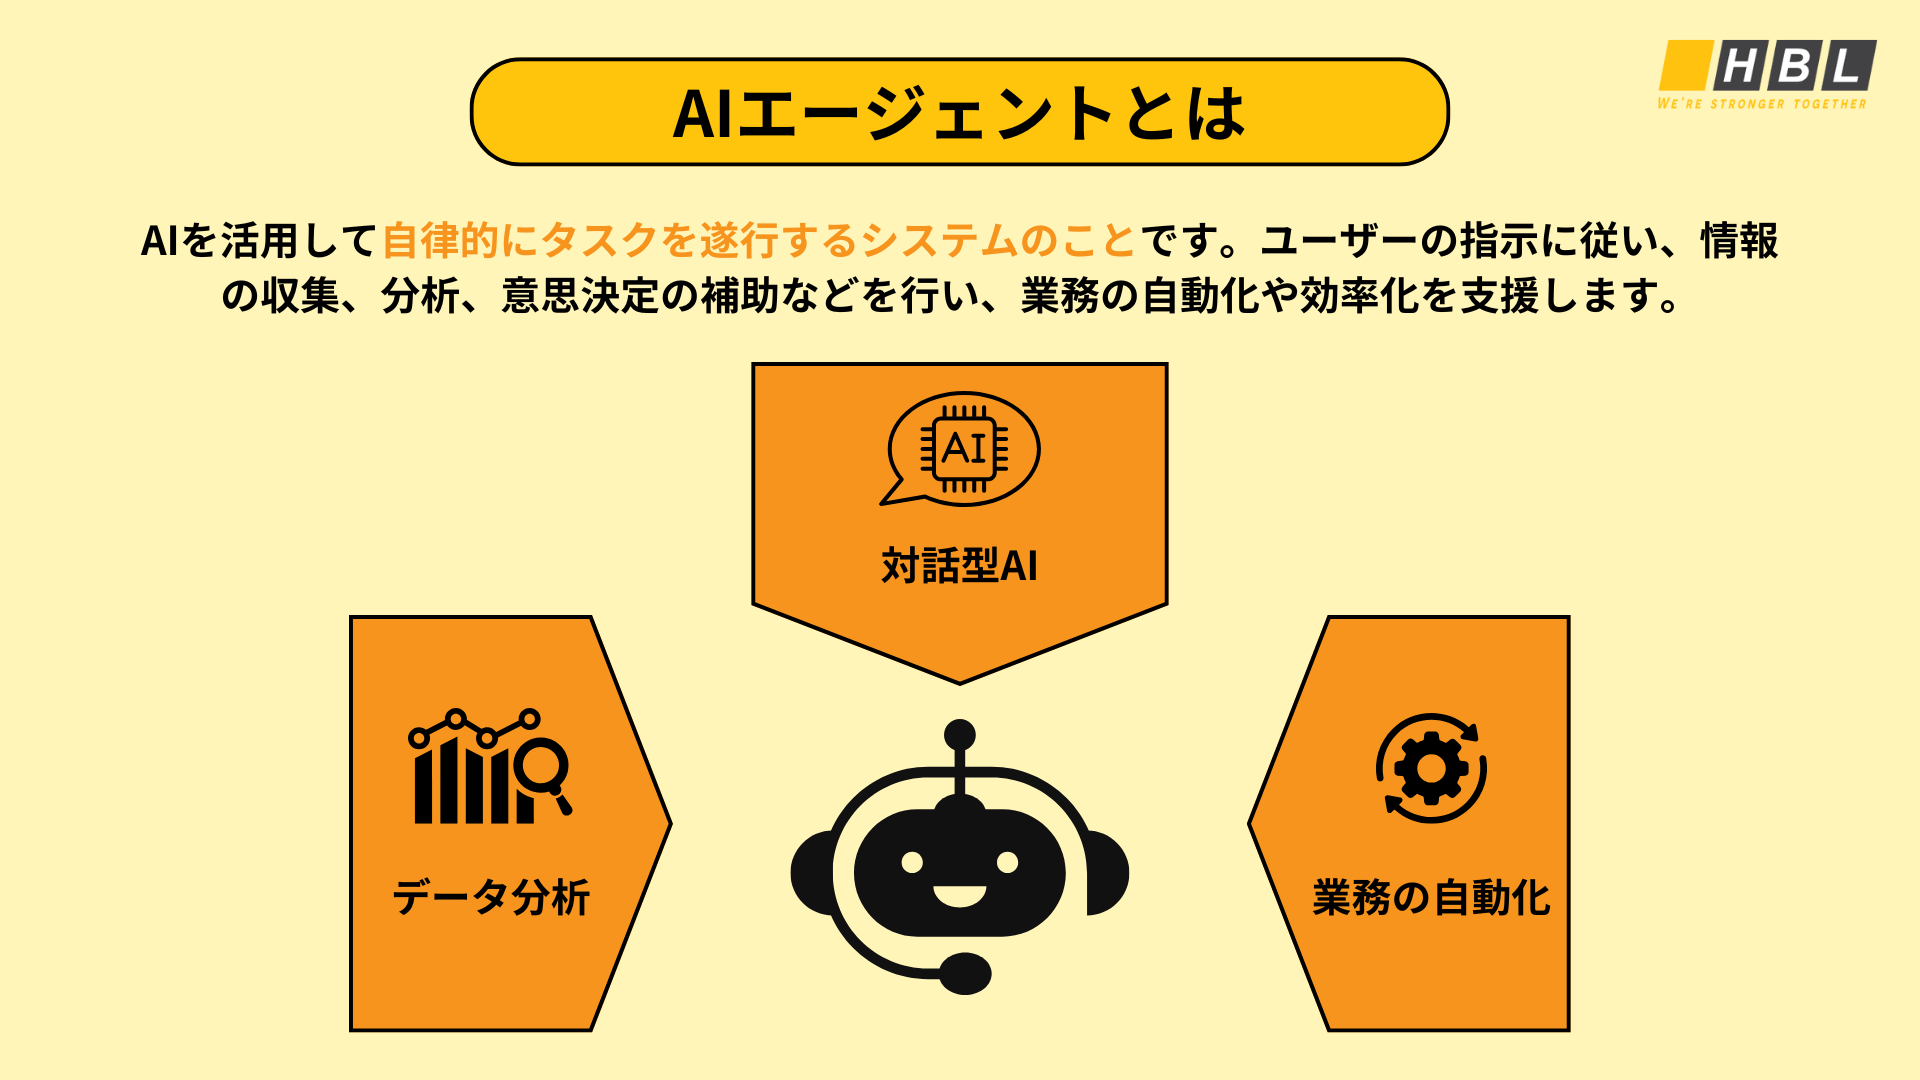 HBL
WE'RE STRONGER TOGETHER
AIエージェントとは
AIを活用して自律的にタスクを遂行するシステムのことです。ユーザーの指示に従い、情報
の収集、分析、意思決定の補助などを行い、業務の自動化や効率化を支援します。
AI
対話型AI
データ分析
業務の自動化